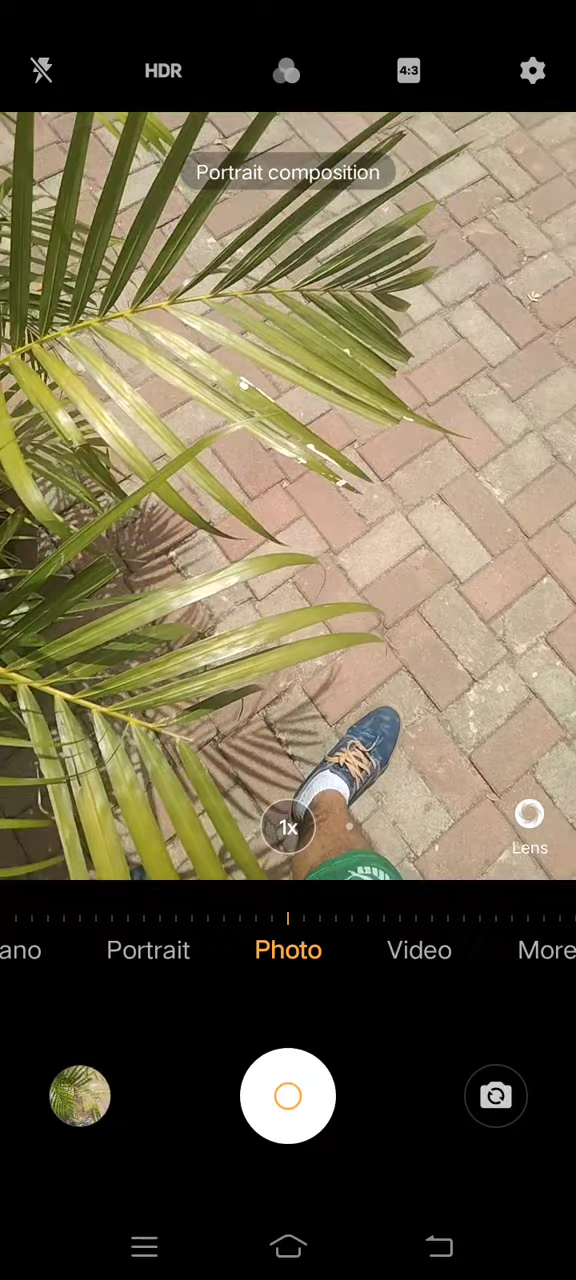 HDR
4:3
Portrait composition
1x
Lens
ano
Portrait
Photo
Video
More